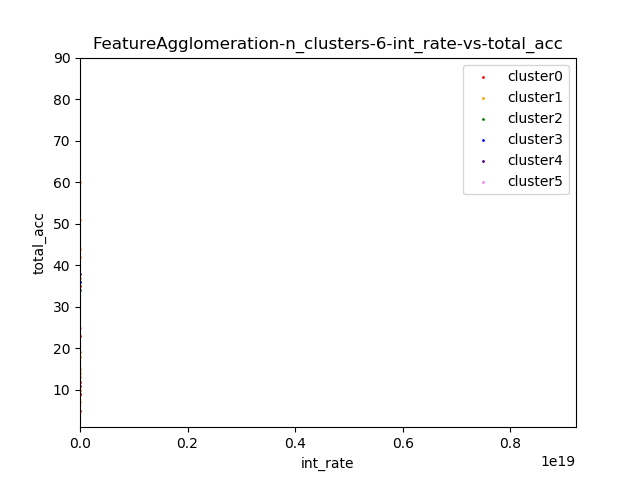 FeatureAgglomeration-n_clusters-6-int_rate-vs-total_acc
90
80
70
60
50
40
30
20
10
total_acc
cluster0
cluster1
cluster2
cluster3
cluster4
cluster5
0.0 0.2 0.4 0.6 0.8
1e19
int_rate